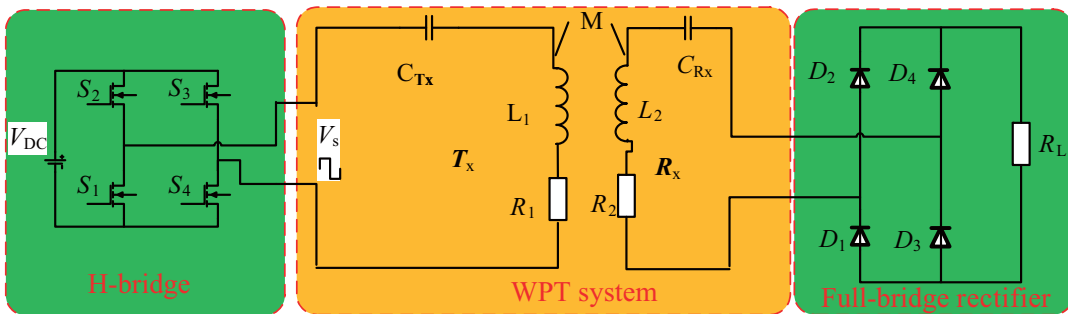 M
C_Tx
C_Rx
D_2
D_4
S_2
S_3
L_1
L_2
V_DC
V_s
R_L
T_x
R_x
S_1
S_4
R_1
R_2
D_1
D_3
H-bridge
WPT system
Full-bridge rectifier